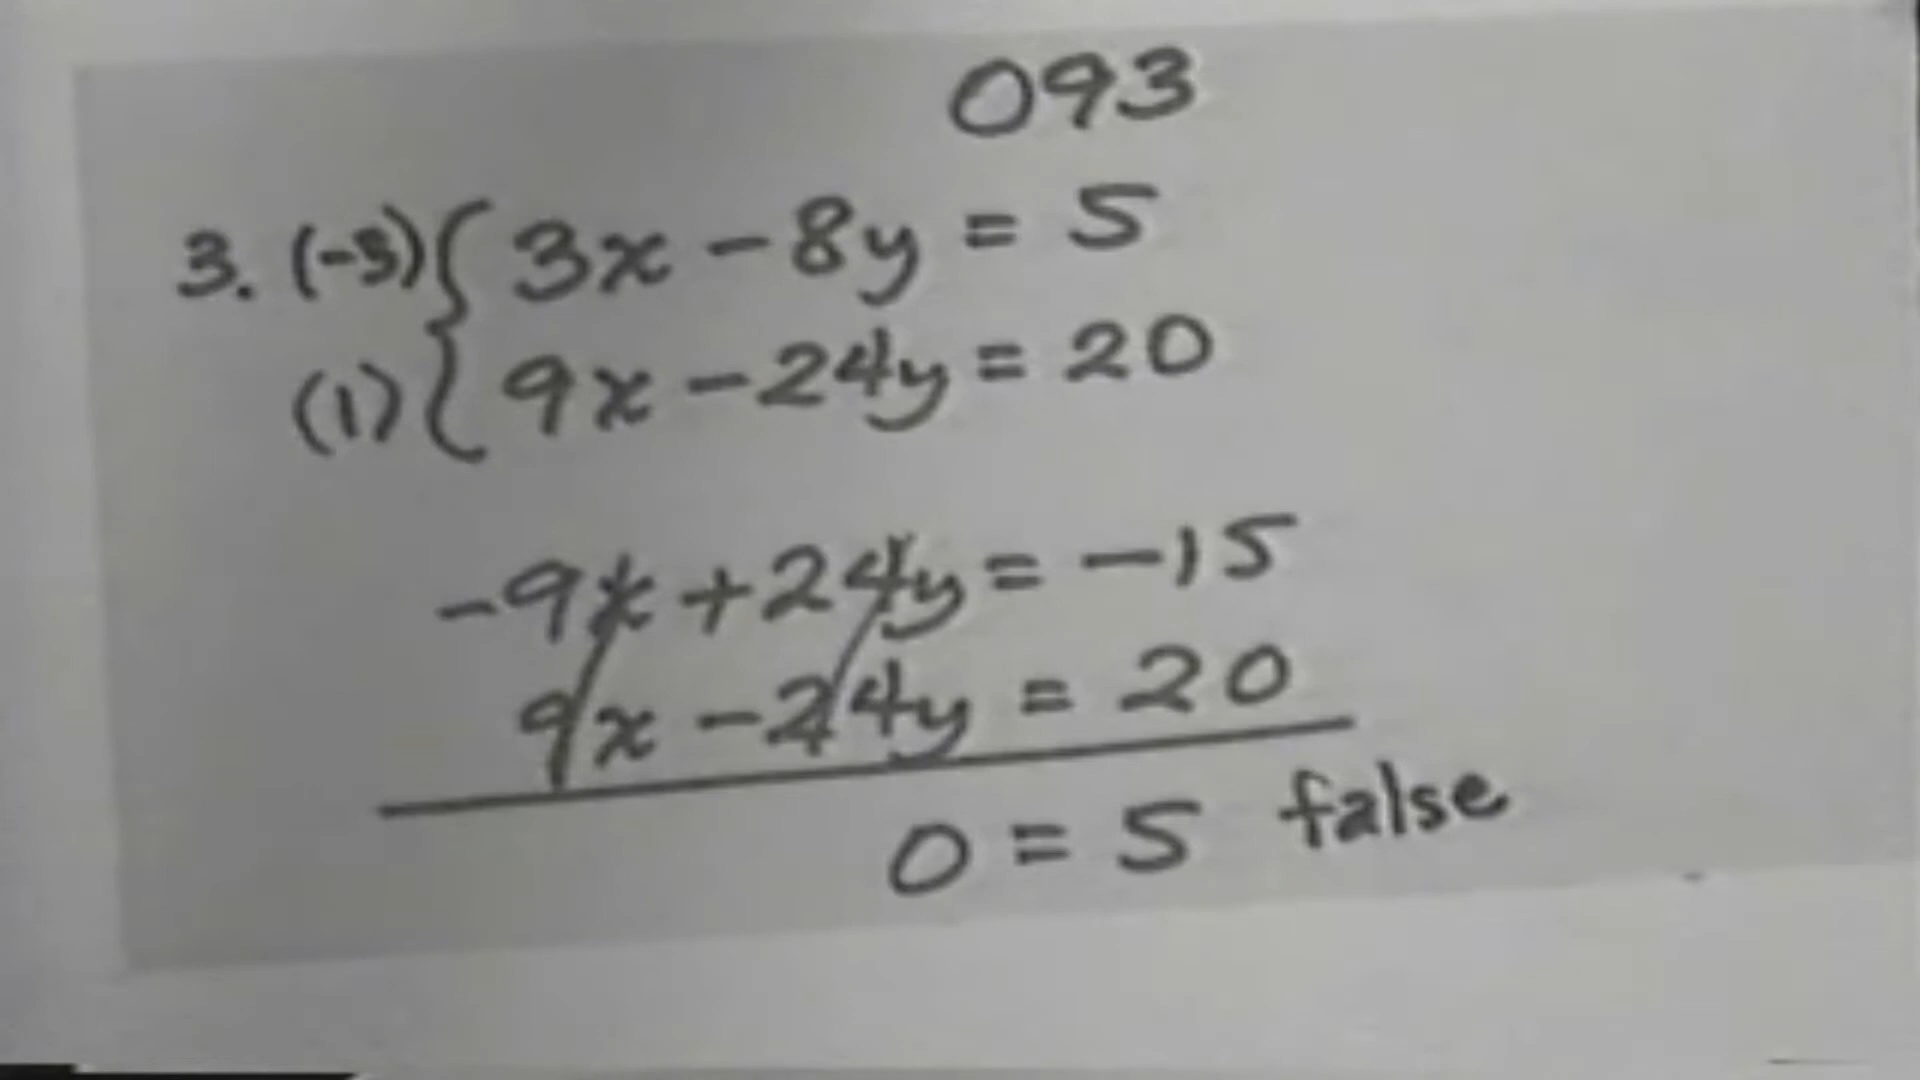 093
3. (-3) { 3x - 8y = 5
(1) { 9x - 24y = 20
-9x + 24y = -15
9x - 24y = 20
0 = 5 false